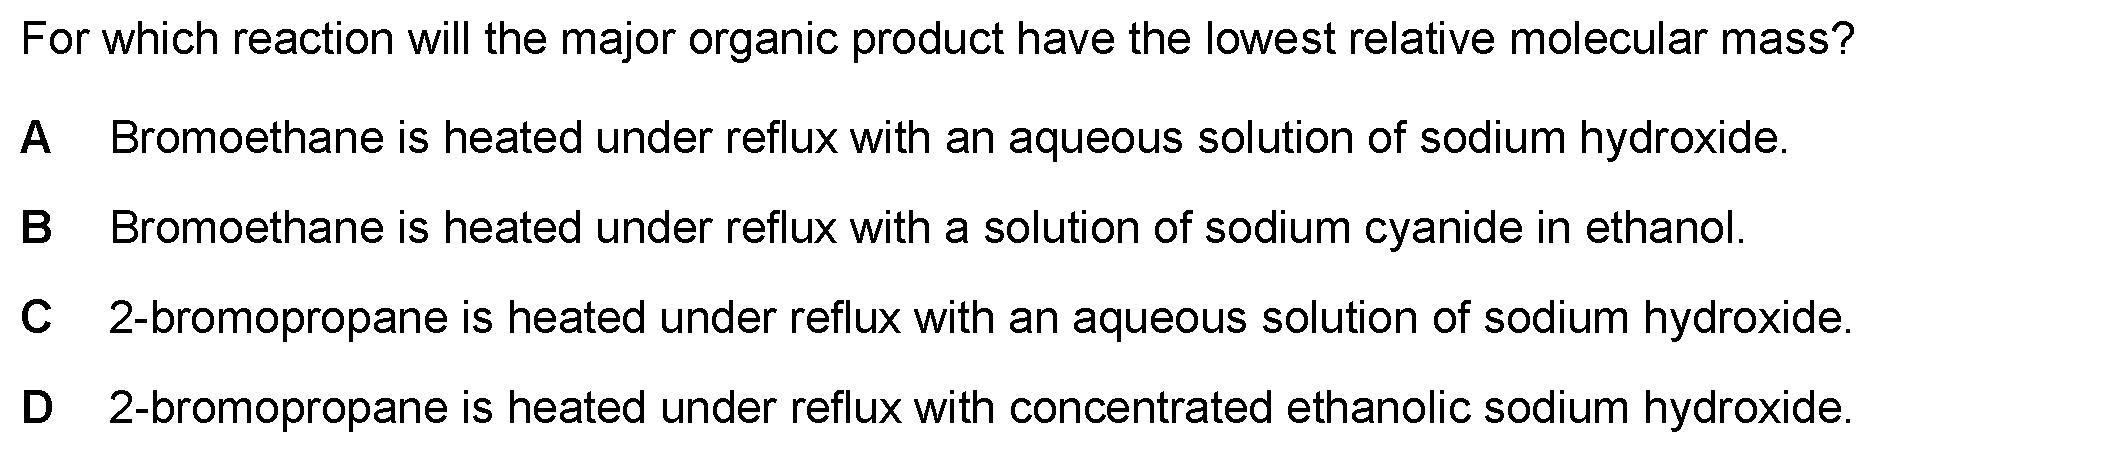 For which reaction will the major organic product have the lowest relative molecular mass?
A Bromoethane is heated under reflux with an aqueous solution of sodium hydroxide.
B Bromoethane is heated under reflux with a solution of sodium cyanide in ethanol.
C 2-bromopropane is heated under reflux with an aqueous solution of sodium hydroxide.
D 2-bromopropane is heated under reflux with concentrated ethanolic sodium hydroxide.